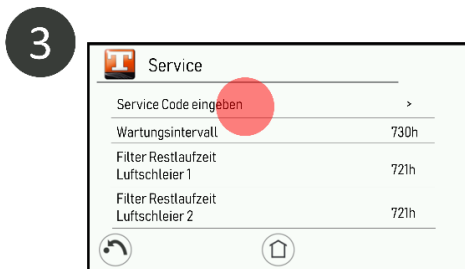 3
T Service
Service Code eingeben >
Wartungsintervall 730h
Filter Restlaufzeit
Luftschleier 1 721h
Filter Restlaufzeit
Luftschleier 2 721h